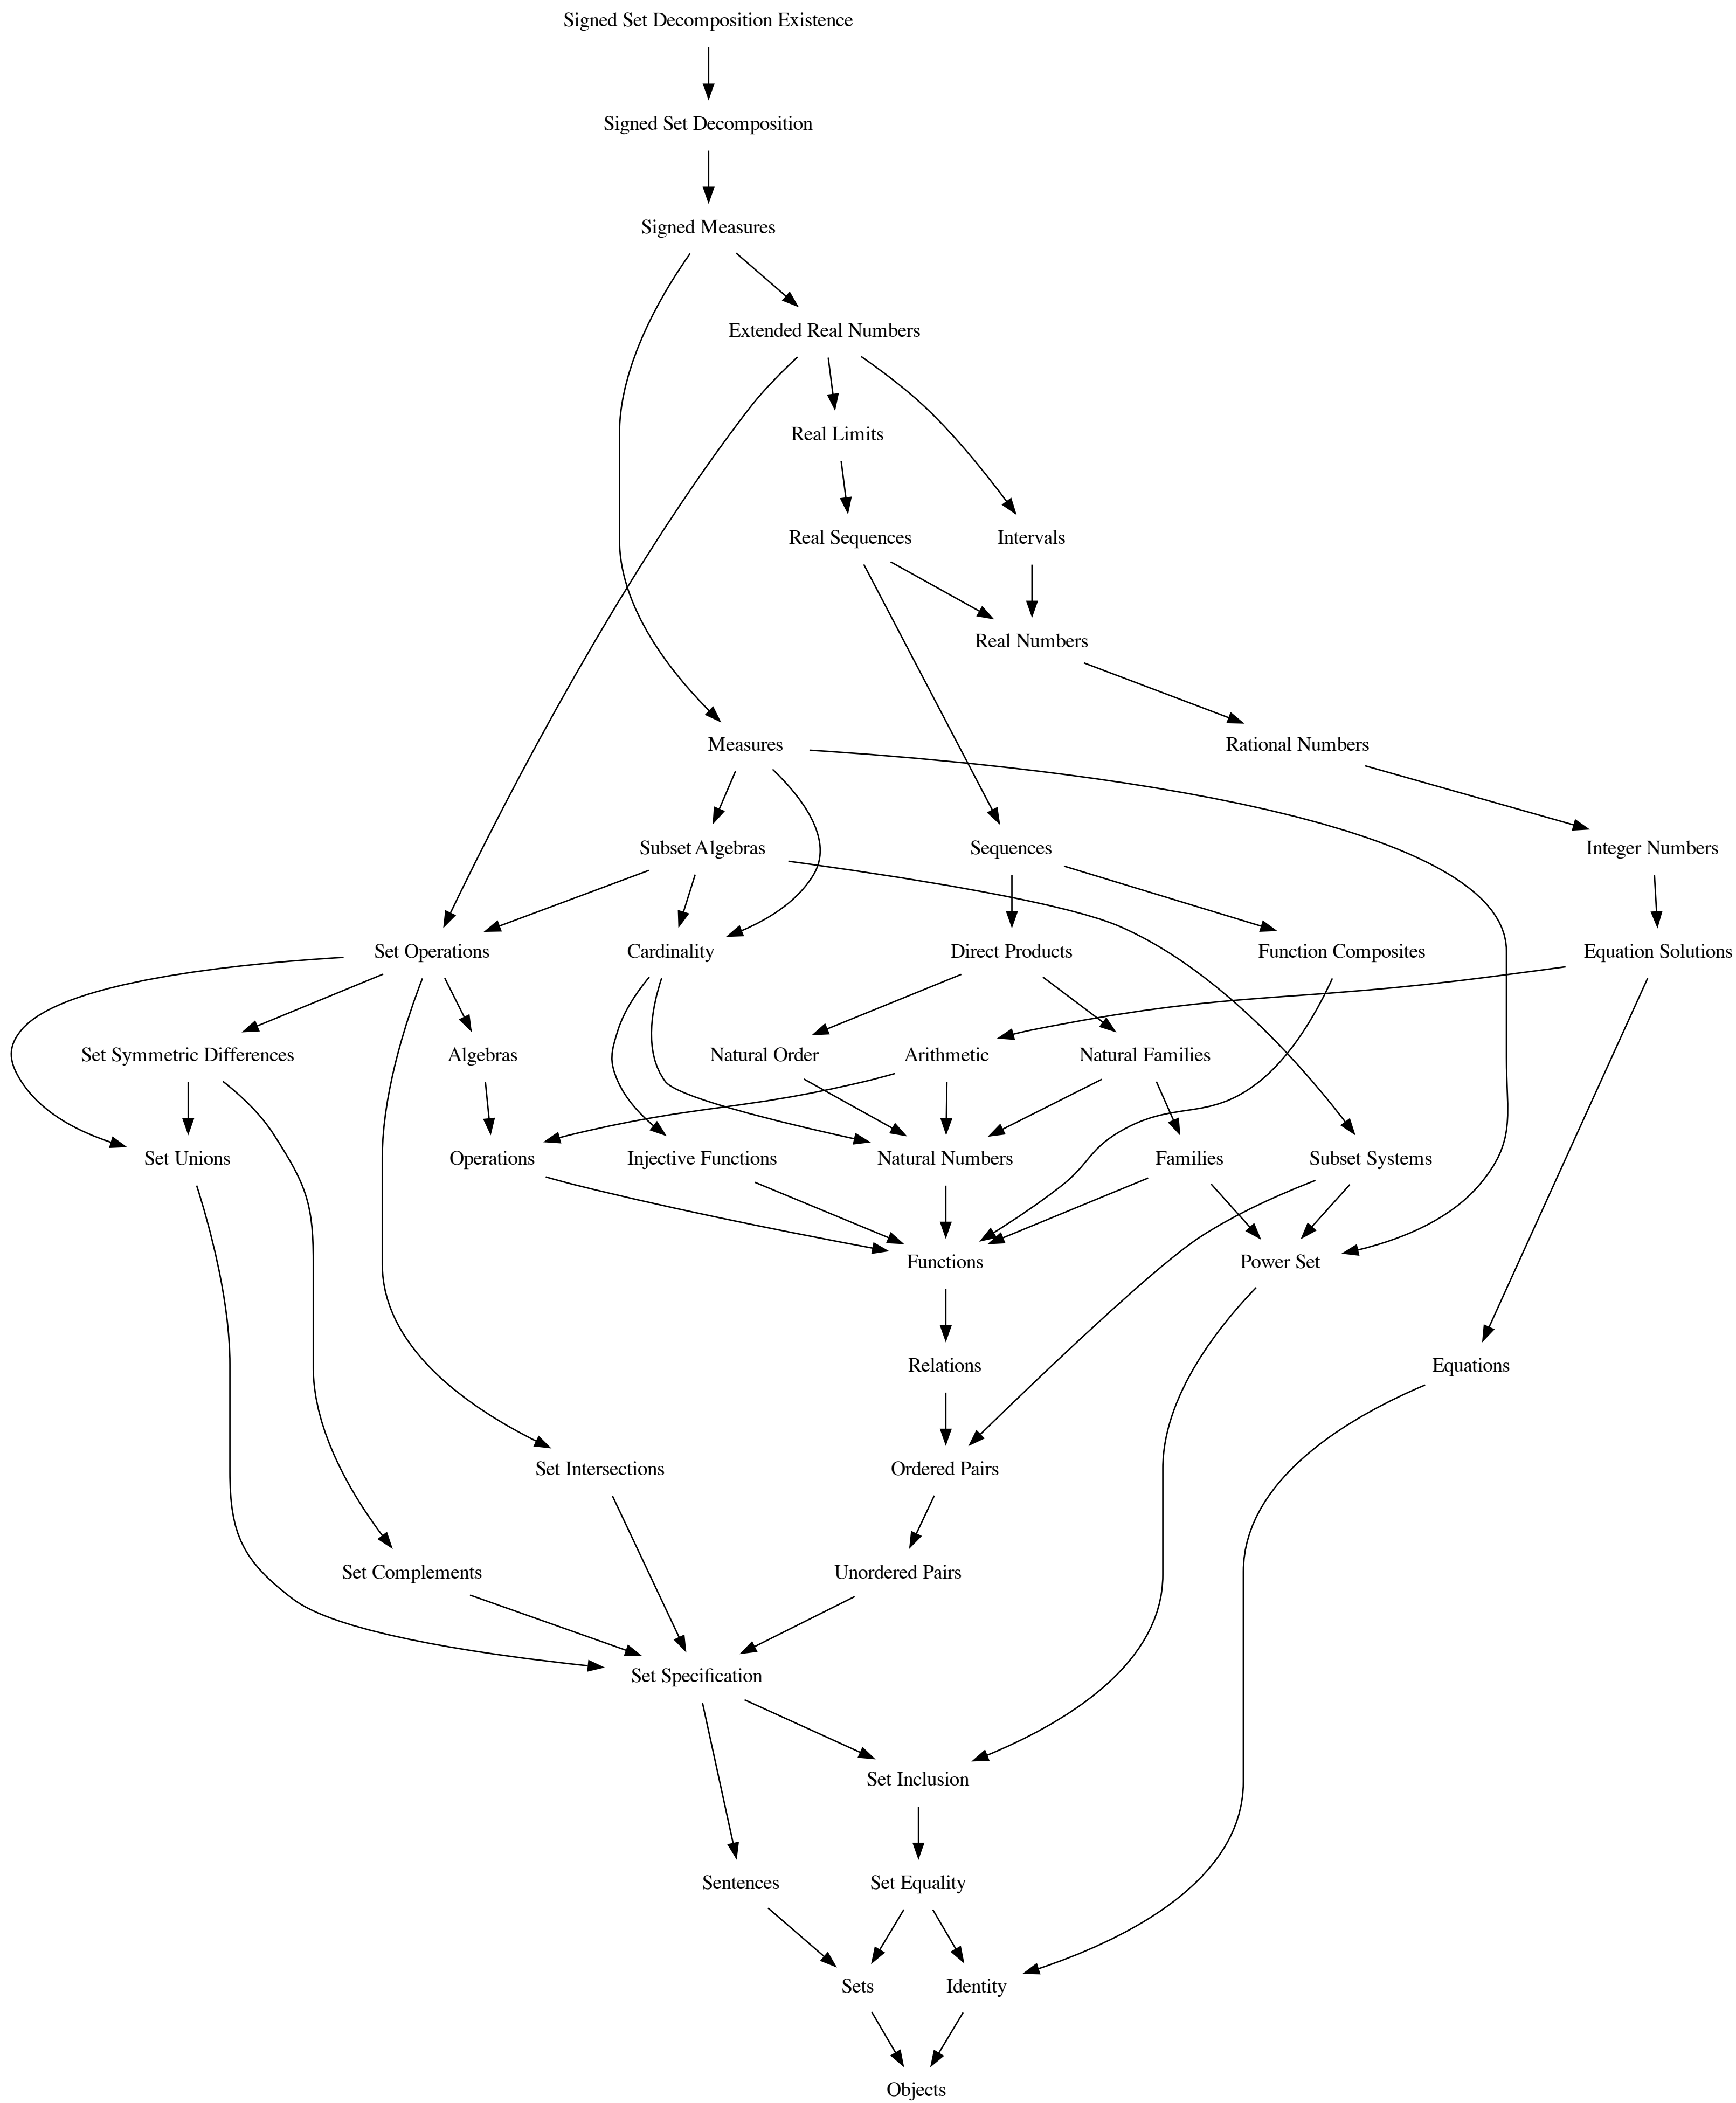 Signed Set Decomposition Existence
Signed Set Decomposition
Signed Measures
Extended Real Numbers
Real Limits
Real Sequences
Intervals
Real Numbers
Measures
Rational Numbers
Subset Algebras
Sequences
Integer Numbers
Set Operations
Cardinality
Direct Products
Function Composites
Equation Solutions
Set Symmetric Differences
Algebras
Natural Order
Arithmetic
Natural Families
Set Unions
Operations
Injective Functions
Natural Numbers
Families
Subset Systems
Functions
Power Set
Relations
Equations
Set Intersections
Ordered Pairs
Set Complements
Unordered Pairs
Set Specification
Set Inclusion
Sentences
Set Equality
Sets
Identity
Objects